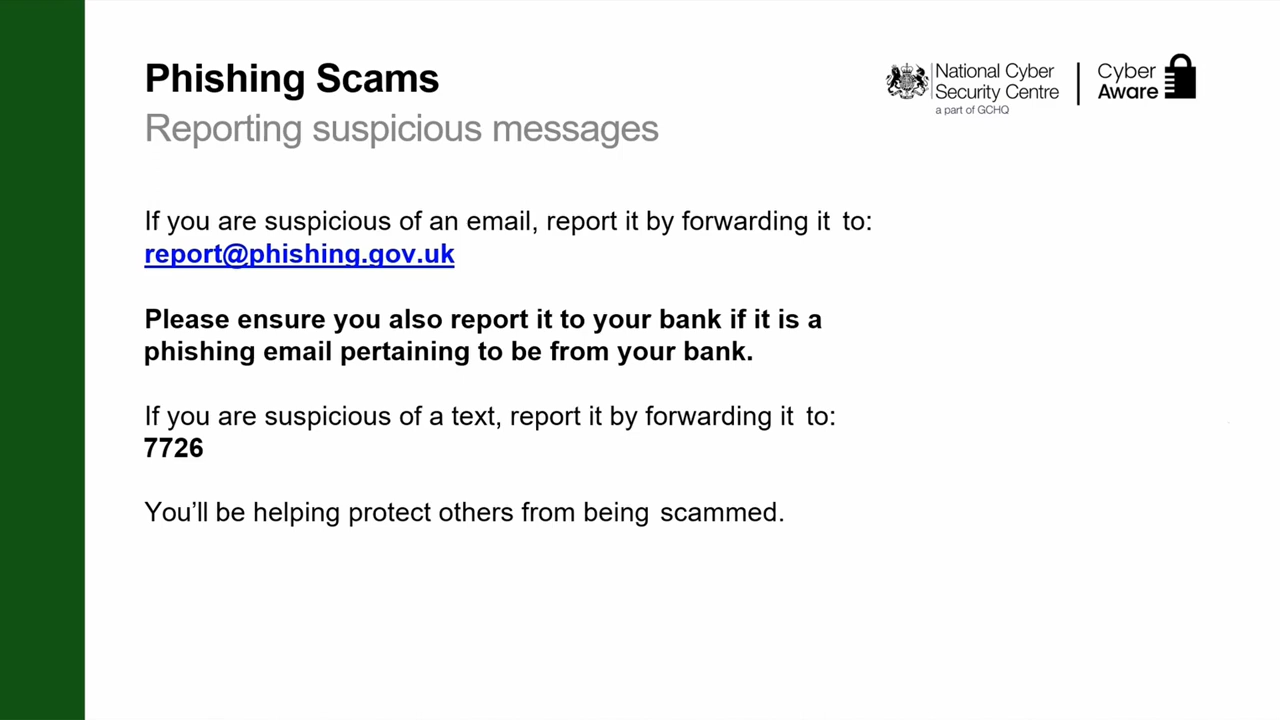 Phishing Scams
Reporting suspicious messages
National Cyber
Security Centre
a part of GCHQ
Cyber
Aware
If you are suspicious of an email, report it by forwarding it to:
report@phishing.gov.uk
Please ensure you also report it to your bank if it is a
phishing email pertaining to be from your bank.
If you are suspicious of a text, report it by forwarding it to:
7726
You’ll be helping protect others from being scammed.